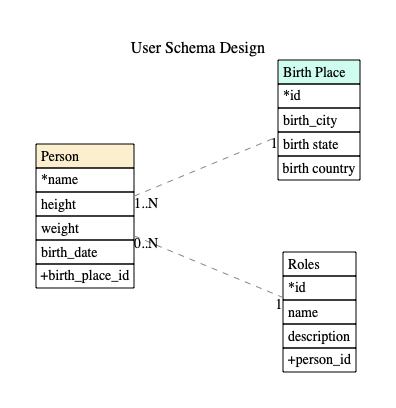 User Schema Design
Birth Place
*id
birth_city
birth state
birth country
1
Person
*name
height
weight
birth_date
+birth_place_id
1..N
0..N
Roles
*id
name
description
+person_id
1